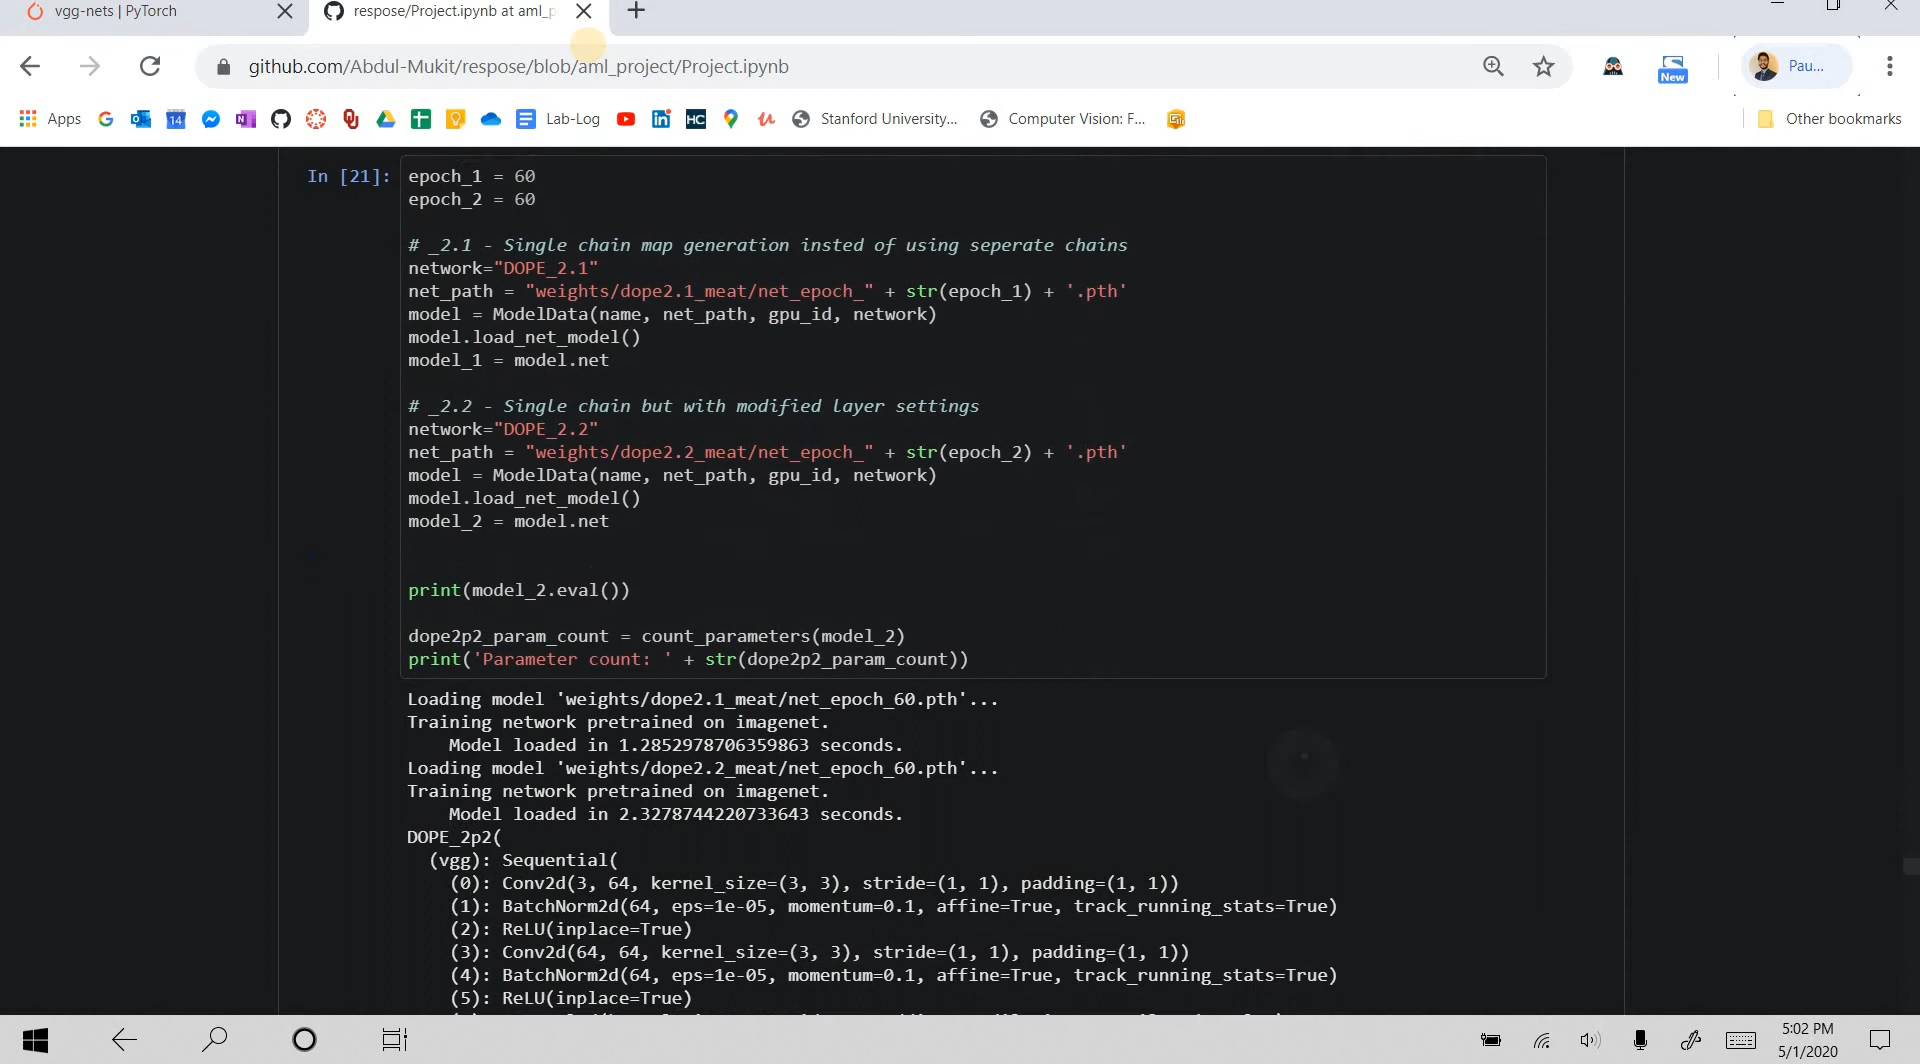 vgg-nets | PyTorch
respose/Project.ipynb at aml_p
github.com/Abdul-Mukit/respose/blob/aml_project/Project.ipynb
New
Pau...
Apps
14
Lab-Log
HC
Stanford University...
Computer Vision: F...
Other bookmarks
In [21]:
epoch_1 = 60
epoch_2 = 60
# _2.1 - Single chain map generation insted of using seperate chains
network="DOPE_2.1"
net_path = "weights/dope2.1_meat/net_epoch_" + str(epoch_1) + '.pth'
model = ModelData(name, net_path, gpu_id, network)
model.load_net_model()
model_1 = model.net
# _2.2 - Single chain but with modified layer settings
network="DOPE_2.2"
net_path = "weights/dope2.2_meat/net_epoch_" + str(epoch_2) + '.pth'
model = ModelData(name, net_path, gpu_id, network)
model.load_net_model()
model_2 = model.net
print(model_2.eval())
dope2p2_param_count = count_parameters(model_2)
print('Parameter count: ' + str(dope2p2_param_count))
Loading model 'weights/dope2.1_meat/net_epoch_60.pth'...
Training network pretrained on imagenet.
Model loaded in 1.2852978706359863 seconds.
Loading model 'weights/dope2.2_meat/net_epoch_60.pth'...
Training network pretrained on imagenet.
Model loaded in 2.3278744220733643 seconds.
DOPE_2p2(
(vgg): Sequential(
(0): Conv2d(3, 64, kernel_size=(3, 3), stride=(1, 1), padding=(1, 1))
(1): BatchNorm2d(64, eps=1e-05, momentum=0.1, affine=True, track_running_stats=True)
(2): ReLU(inplace=True)
(3): Conv2d(64, 64, kernel_size=(3, 3), stride=(1, 1), padding=(1, 1))
(4): BatchNorm2d(64, eps=1e-05, momentum=0.1, affine=True, track_running_stats=True)
(5): ReLU(inplace=True)
5:02 PM
5/1/2020